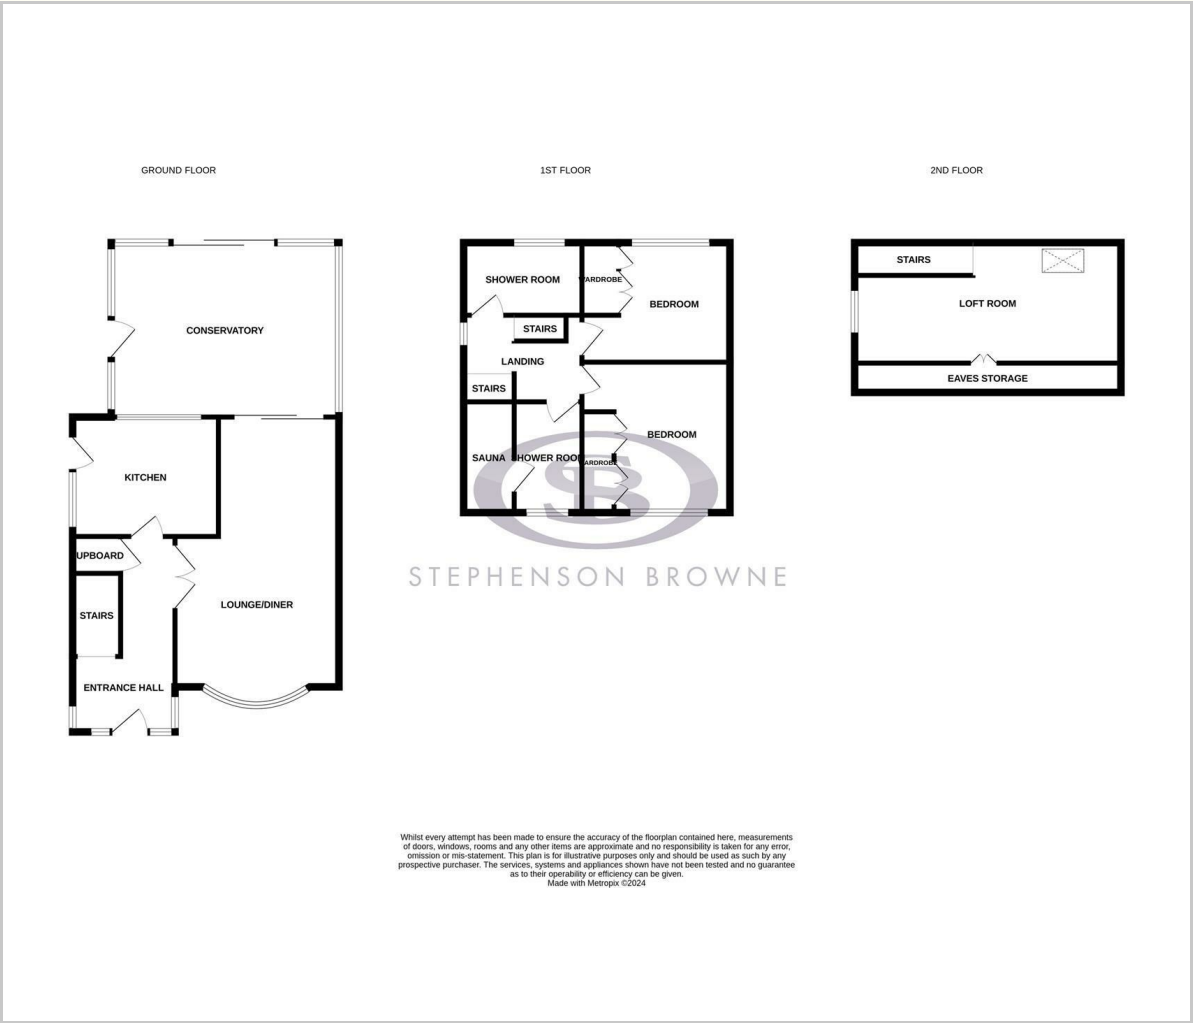 GROUND FLOOR
1ST FLOOR
2ND FLOOR
CONSERVATORY
KITCHEN
UPBOARD
STAIRS
LOUNGE/DINER
ENTRANCE HALL
SHOWER ROOM
WARDROBE
BEDROOM
STAIRS
LANDING
STAIRS
BEDROOM
SAUNA
SHOWER ROOM
WARDROBE
STAIRS
LOFT ROOM
EAVES STORAGE
SB
STEPHENSON BROWNE
Whilst every attempt has been made to ensure the accuracy of the floorplan contained here, measurements
of doors, windows, rooms and any other items are approximate and no responsibility is taken for any error,
omission or mis-statement. This plan is for illustrative purposes only and should be used as such by any
prospective purchaser. The services, systems and appliances shown have not been tested and no guarantee
as to their operability or efficiency can be given.
Made with Metropix ©2024